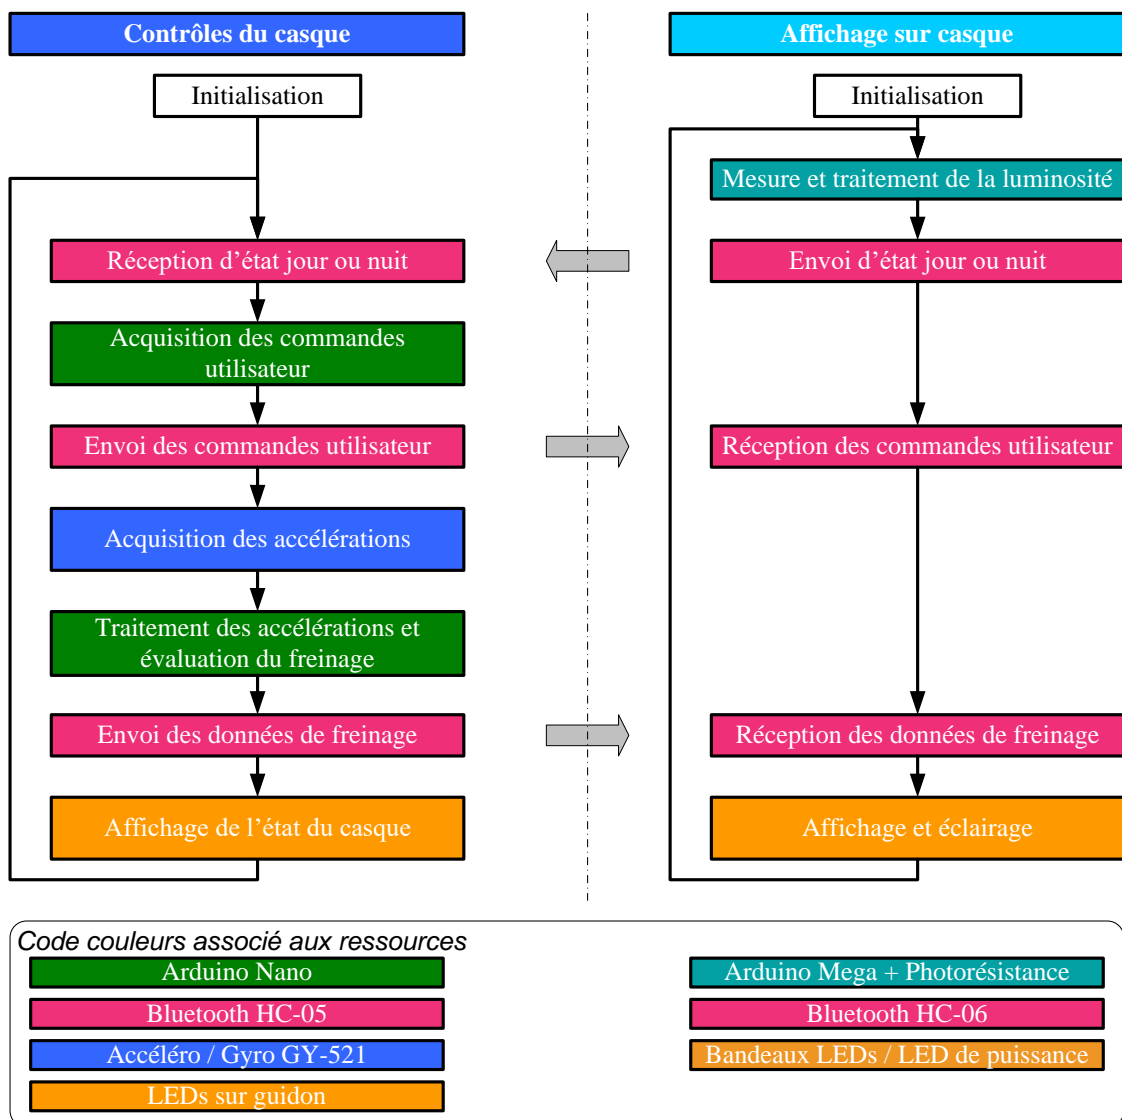 Contrôles du casque
Initialisation
Réception d'état jour ou nuit
Acquisition des commandes
utilisateur
Envoi des commandes utilisateur
Acquisition des accélérations
Traitement des accélérations et
évaluation du freinage
Envoi des données de freinage
Affichage de l'état du casque
Affichage sur casque
Initialisation
Mesure et traitement de la luminosité
Envoi d'état jour ou nuit
Réception des commandes utilisateur
Réception des données de freinage
Affichage et éclairage
Code couleurs associé aux ressources
Arduino Nano
Bluetooth HC-05
Accéléro / Gyro GY-521
LEDs sur guidon
Arduino Mega + Photorésistance
Bluetooth HC-06
Bandeaux LEDs / LED de puissance